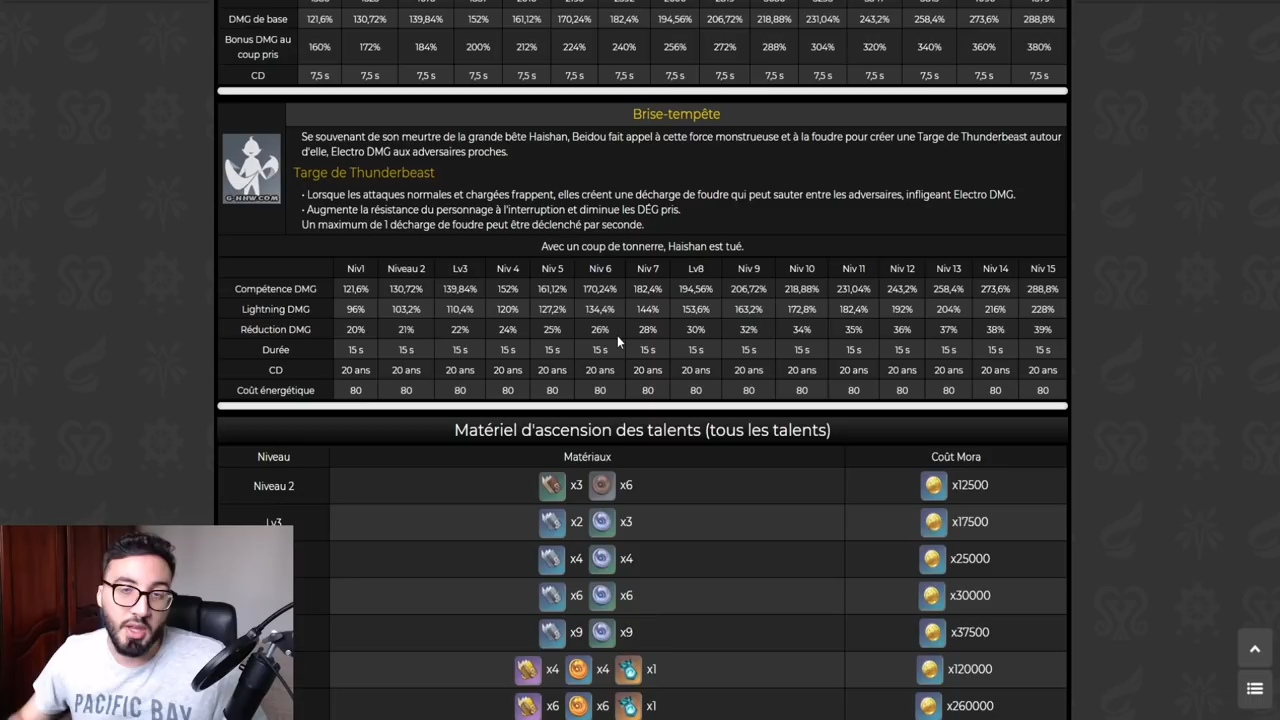 DMG de base 121,6% 130,72% 139,84% 152% 161,12% 170,24% 182,4% 194,56% 206,72% 218,88% 231,04% 243,2% 258,4% 273,6% 288,8%
Bonus DMG au coup pris 160% 172% 184% 200% 212% 224% 240% 256% 272% 288% 304% 320% 340% 360% 380%
CD 7,5 s 7,5 s 7,5 s 7,5 s 7,5 s 7,5 s 7,5 s 7,5 s 7,5 s 7,5 s 7,5 s 7,5 s 7,5 s 7,5 s 7,5 s
Brise-tempête
G-HHW.COM
Se souvenant de son meurtre de la grande bête Haishan, Beidou fait appel à cette force monstrueuse et à la foudre pour créer une Targe de Thunderbeast autour
d'elle, Electro DMG aux adversaires proches.
Targe de Thunderbeast
• Lorsque les attaques normales et chargées frappent, elles créent une décharge de foudre qui peut sauter entre les adversaires, infligeant Electro DMG.
• Augmente la résistance du personnage à l'interruption et diminue les DÉG pris.
Un maximum de 1 décharge de foudre peut être déclenché par seconde.
Avec un coup de tonnerre, Haishan est tué.
Niv1 Niveau 2 Lv3 Niv 4 Niv 5 Niv 6 Niv 7 Lv8 Niv 9 Niv 10 Niv 11 Niv 12 Niv 13 Niv 14 Niv 15
Compétence DMG 121,6% 130,72% 139,84% 152% 161,12% 170,24% 182,4% 194,56% 206,72% 218,88% 231,04% 243,2% 258,4% 273,6% 288,8%
Lightning DMG 96% 103,2% 110,4% 120% 127,2% 134,4% 144% 153,6% 163,2% 172,8% 182,4% 192% 204% 216% 228%
Réduction DMG 20% 21% 22% 24% 25% 26% 28% 30% 32% 34% 35% 36% 37% 38% 39%
Durée 15 s 15 s 15 s 15 s 15 s 15 s 15 s 15 s 15 s 15 s 15 s 15 s 15 s 15 s 15 s
CD 20 ans 20 ans 20 ans 20 ans 20 ans 20 ans 20 ans 20 ans 20 ans 20 ans 20 ans 20 ans 20 ans 20 ans 20 ans
Coût énergétique 80 80 80 80 80 80 80 80 80 80 80 80 80 80 80
Matériel d'ascension des talents (tous les talents)
Niveau Matériaux Coût Mora
Niveau 2 x3 x6 x12500
Lv3 x2 x3 x17500
x4 x4 x25000
x6 x6 x30000
x9 x9 x37500
x4 x4 x1 x120000
x6 x6 x1 x260000
PACIFIC BAY